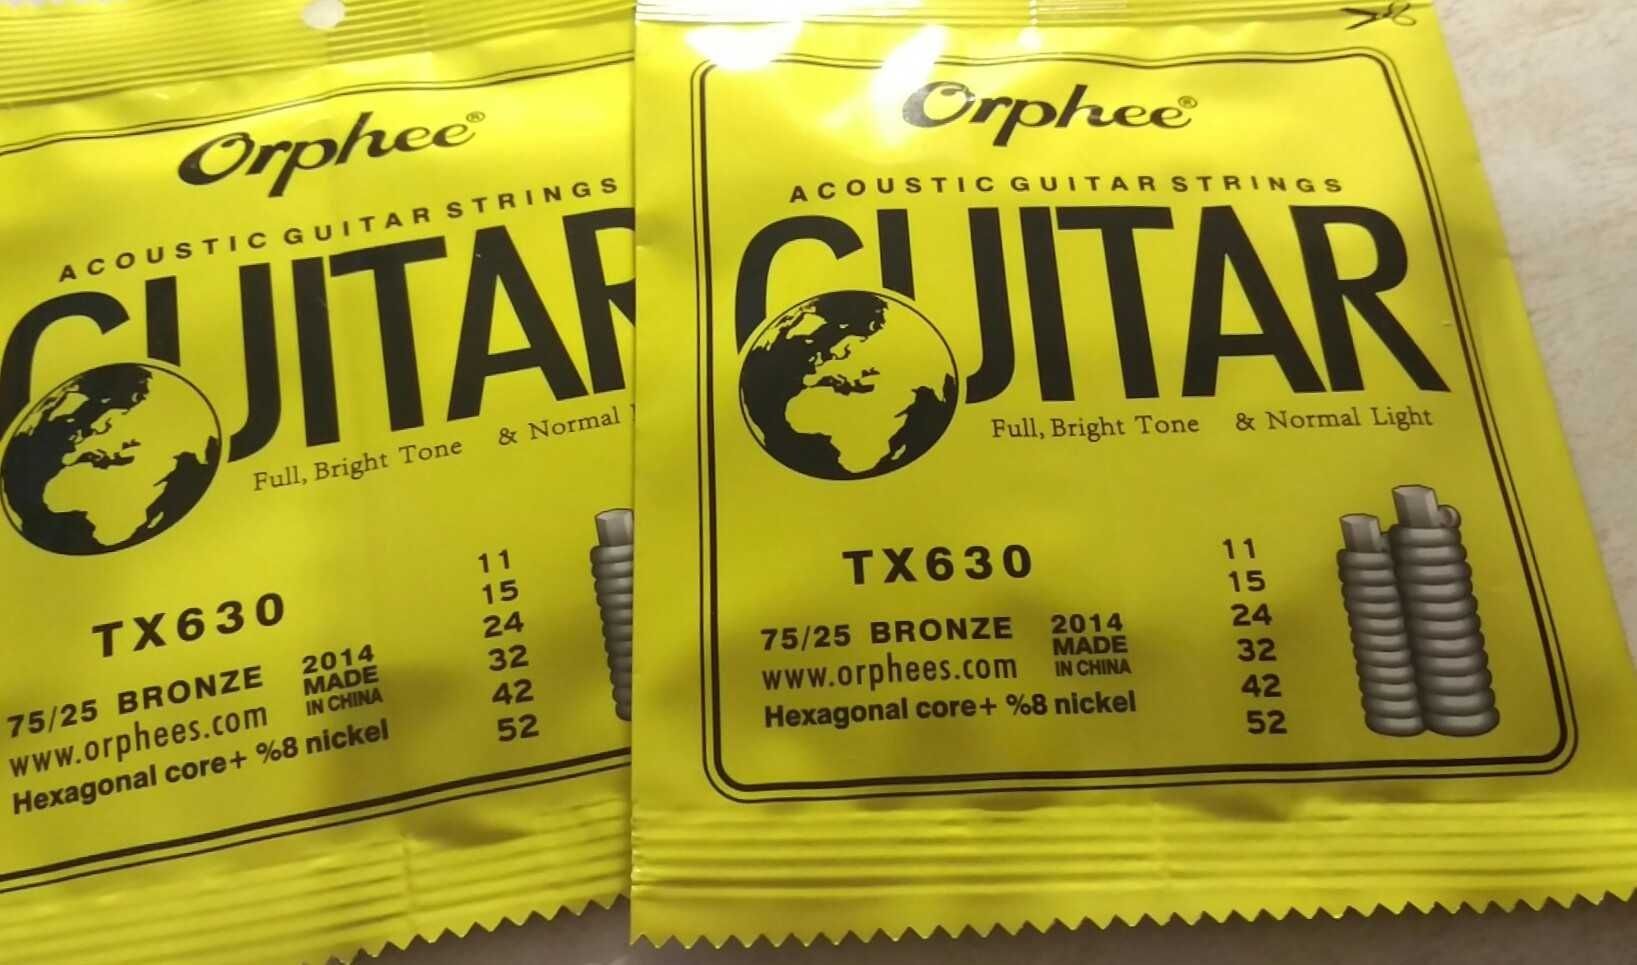 Orphee®
ACOUSTIC GUITAR STRINGS
GUITAR
Full, Bright Tone & Normal
TX630
75/25 BRONZE
www.orphees.com
Hexagonal core+ %8 nickel
2014
MADE
IN CHINA
11
15
24
32
42
52
Orphee®
ACOUSTIC GUITAR STRINGS
GUITAR
Full, Bright Tone & Normal Light
TX630
75/25 BRONZE
www.orphees.com
Hexagonal core+ %8 nickel
2014
MADE
IN CHINA
11
15
24
32
42
52